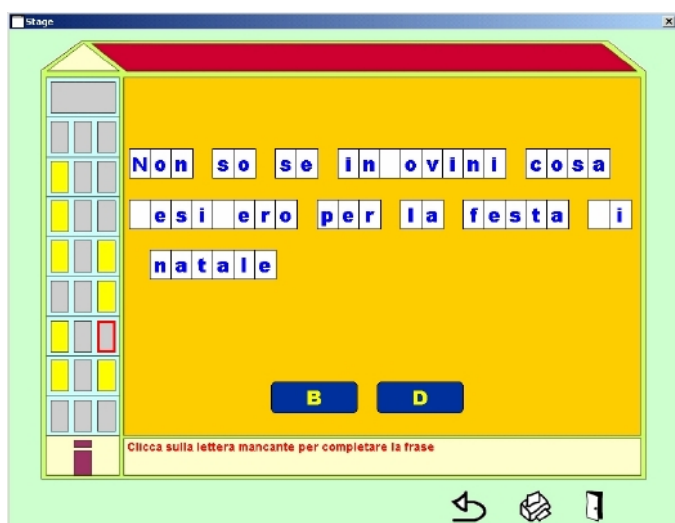 Stage
Non so se in ovini cosa
esi ero per la festa i
natale
B D
Clicca sulla lettera mancante per completare la frase